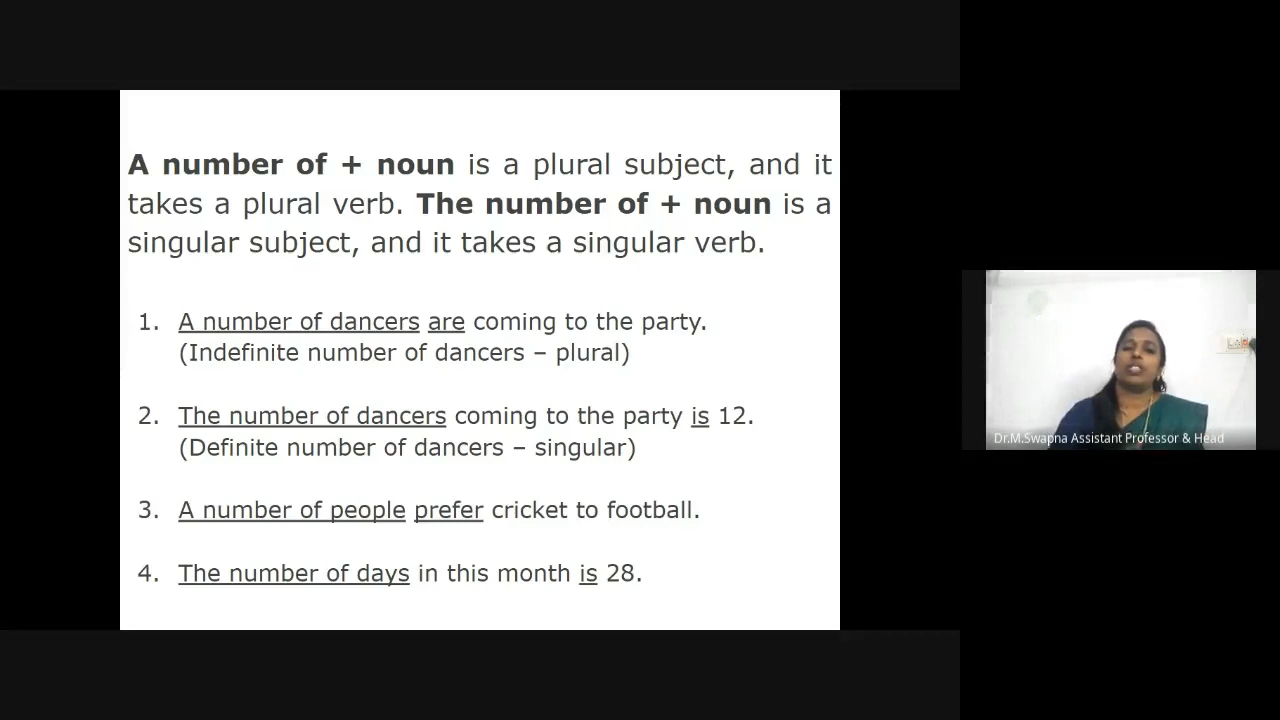 A number of + noun is a plural subject, and it
takes a plural verb. The number of + noun is a
singular subject, and it takes a singular verb.
1. A number of dancers are coming to the party.
(Indefinite number of dancers – plural)
2. The number of dancers coming to the party is 12.
(Definite number of dancers – singular)
3. A number of people prefer cricket to football.
4. The number of days in this month is 28.
Dr.M.Swapna Assistant Professor & Head